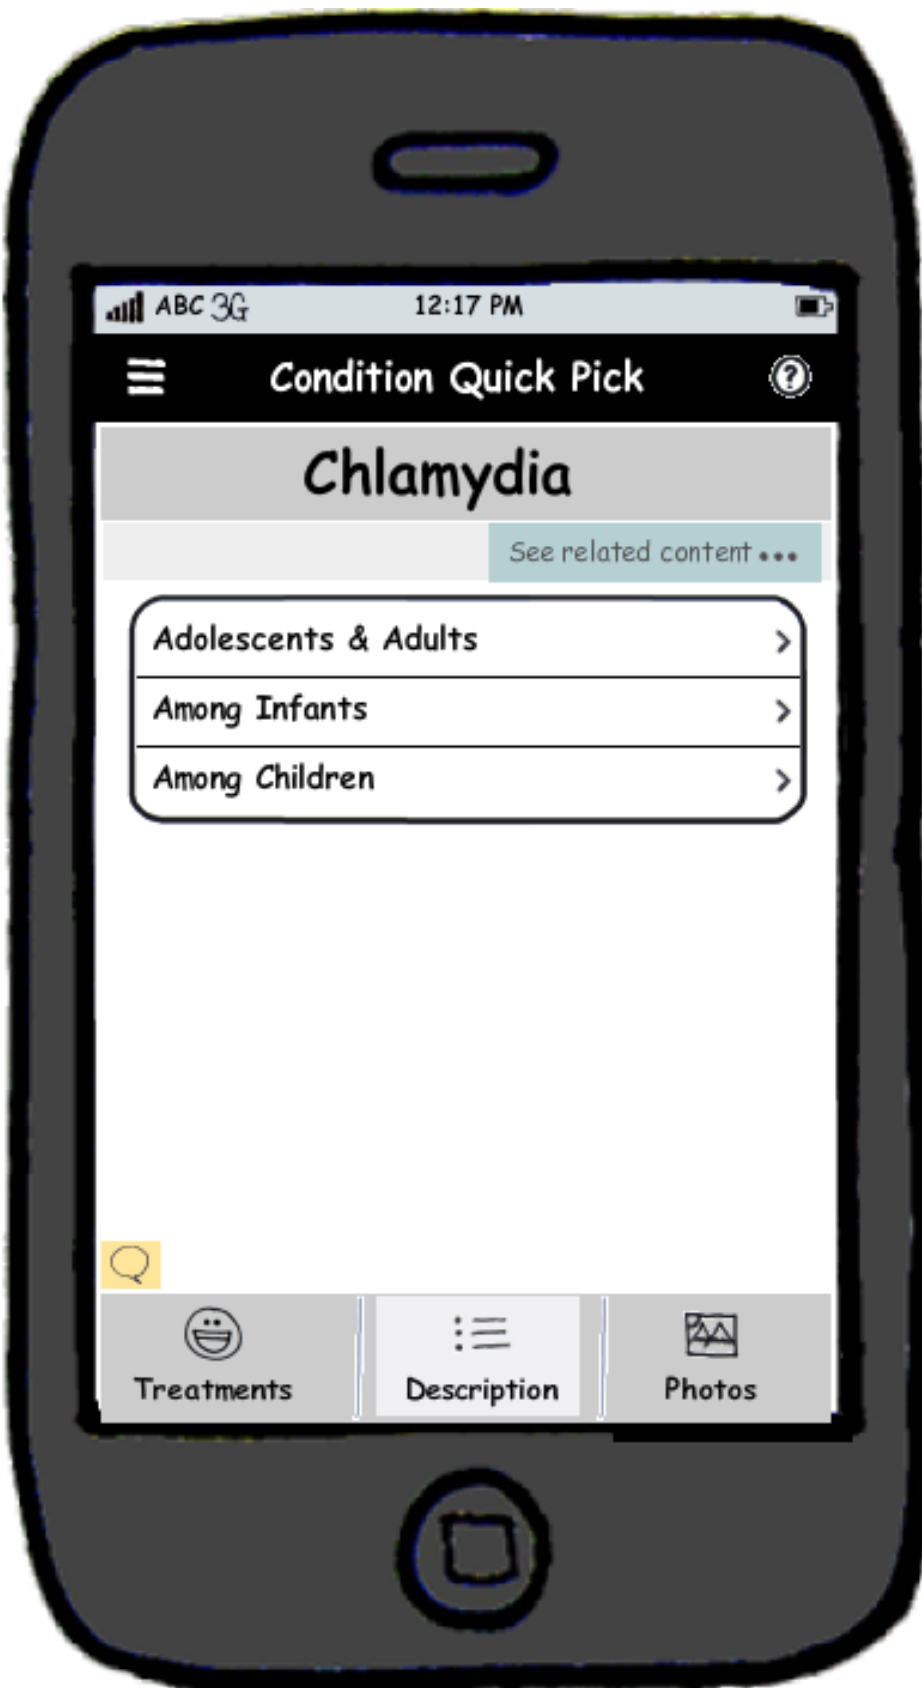 ABC 3G 12:17 PM
Condition Quick Pick ?
Chlamydia
See related content •••
Adolescents & Adults
Among Infants
Among Children
Treatments Description Photos